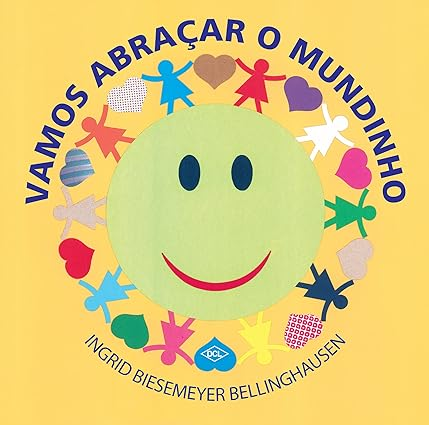 VAMOS ABRAÇAR O MUNDINHO
DCL
INGRID BIESEMEYER BELLINGHAUSEN